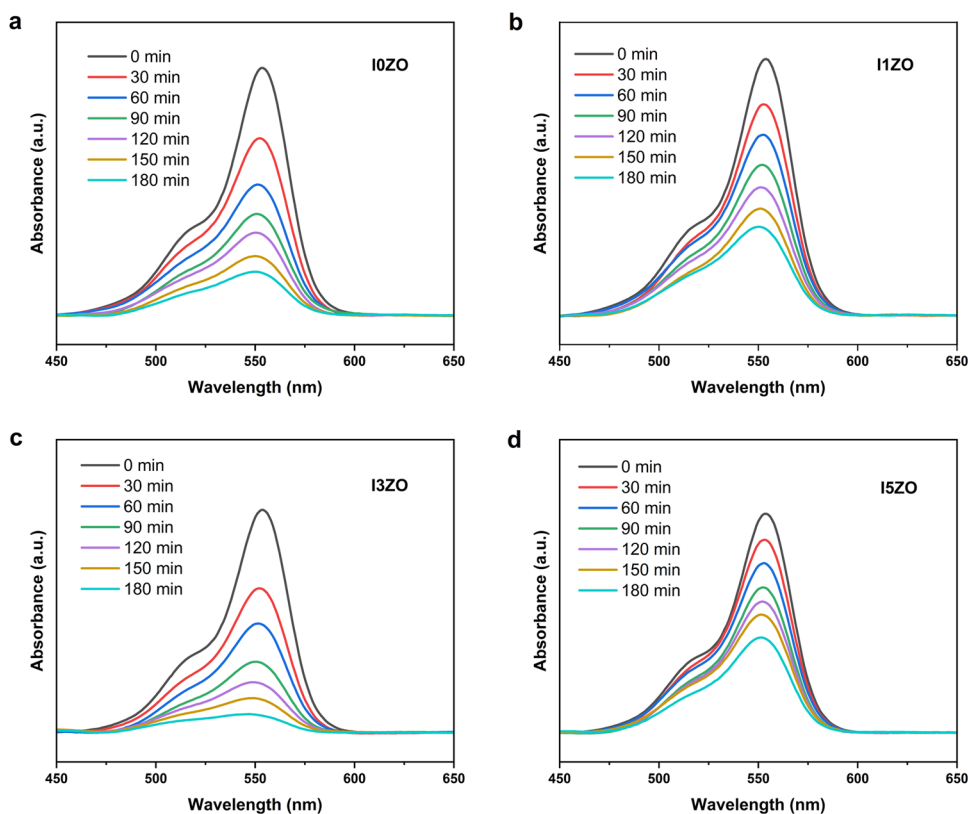 a
0 min
30 min
60 min
90 min
120 min
150 min
180 min
I0ZO
Absorbance (a.u.)
450 500 550 600 650
Wavelength (nm)
b
0 min
30 min
60 min
90 min
120 min
150 min
180 min
I1ZO
Absorbance (a.u.)
450 500 550 600 650
Wavelength (nm)
c
0 min
30 min
60 min
90 min
120 min
150 min
180 min
I3ZO
Absorbance (a.u.)
450 500 550 600 650
Wavelength (nm)
d
0 min
30 min
60 min
90 min
120 min
150 min
180 min
I5ZO
Absorbance (a.u.)
450 500 550 600 650
Wavelength (nm)